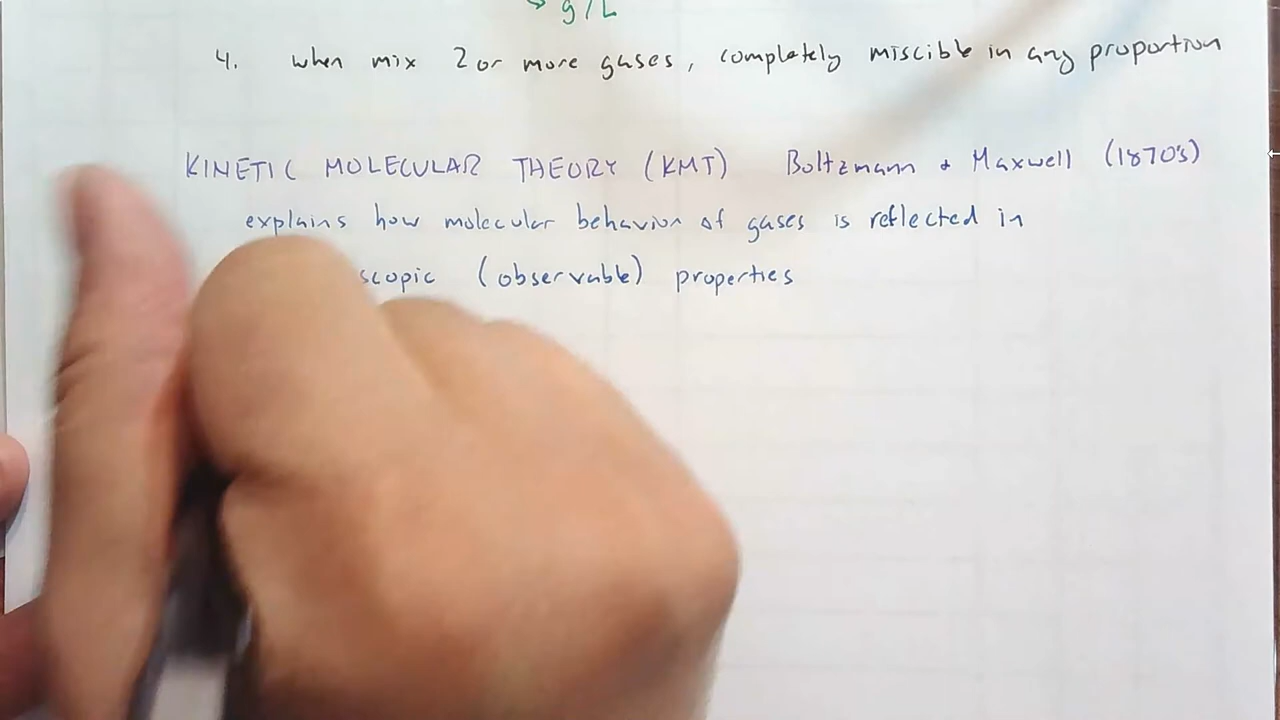 → g/L
4. when mix 2 or more gases, completely miscible in any proportion
KINETIC MOLECULAR THEORY (KMT) Boltzmann + Maxwell (1870's)
explains how molecular behavior of gases is reflected in
scopic (observable) properties